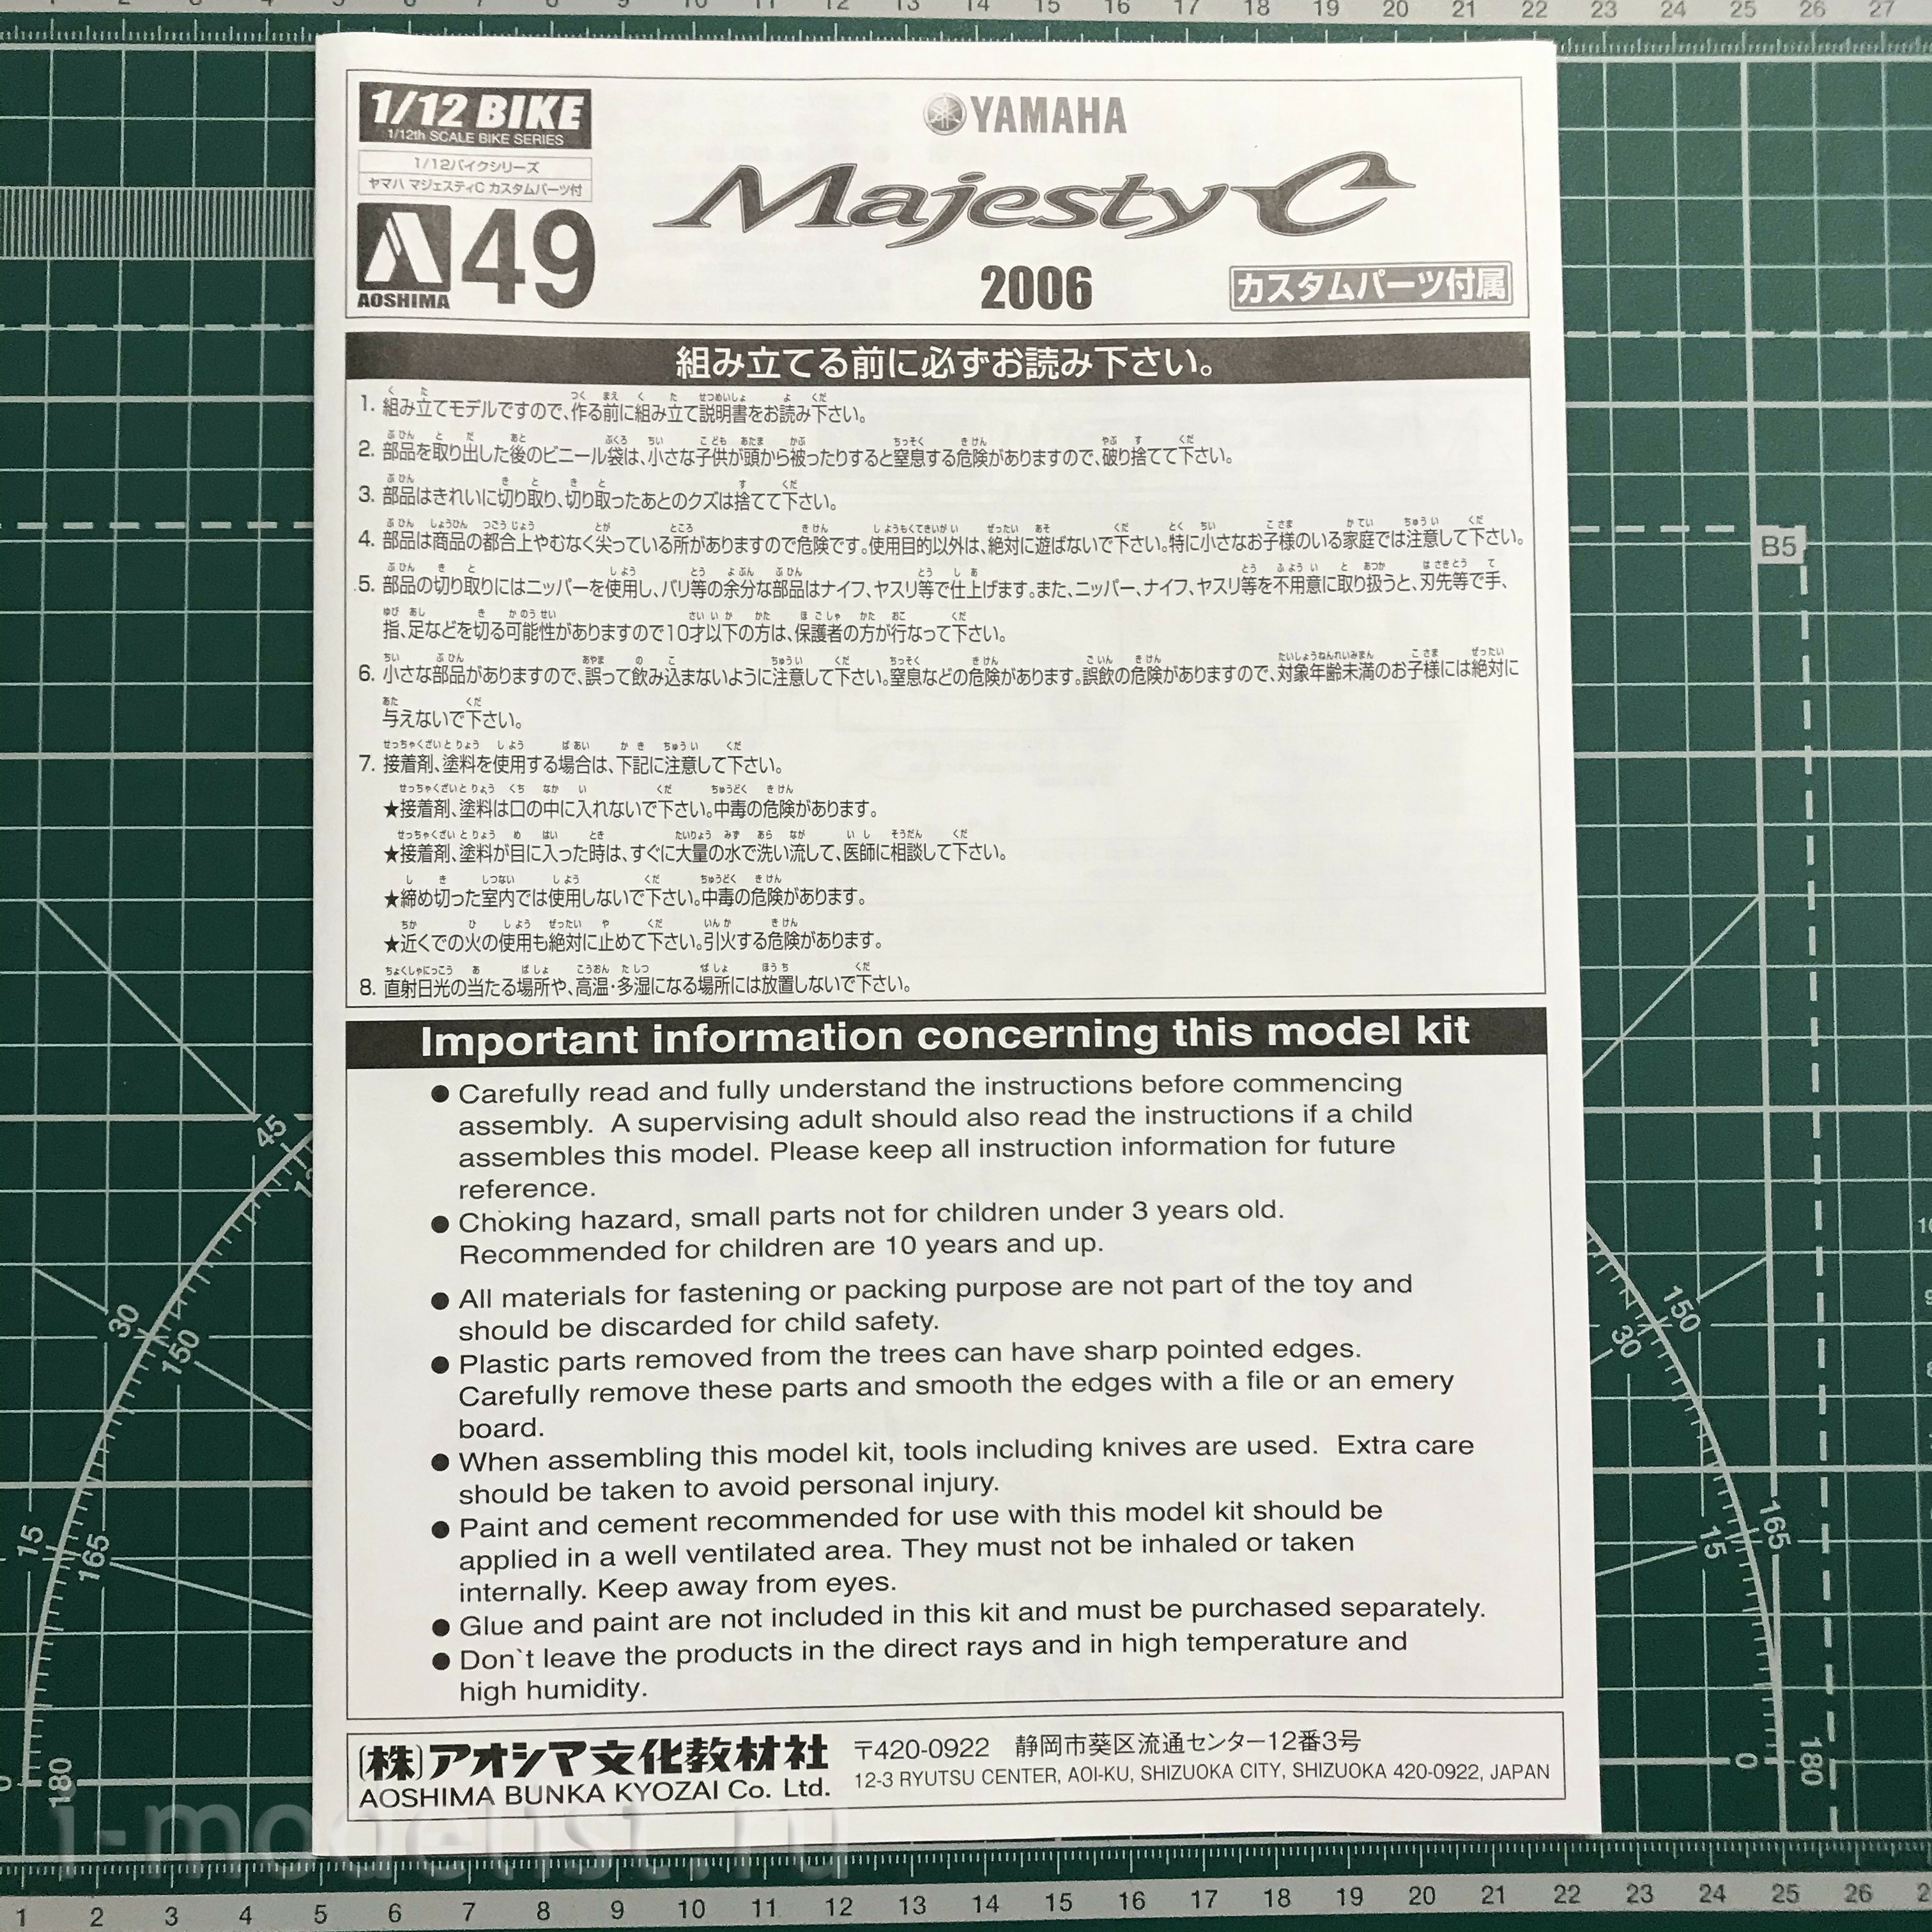 1/12 BIKE
1/12th SCALE BIKE SERIES
1/12バイクシリーズ
ヤマハ マジェスティC カスタムパーツ付
AOSHIMA
49
YAMAHA
Majesty C
2006
カスタムパーツ付属
組み立てる前に必ずお読み下さい。
1. 組み立てモデルですので、作る前に組み立て説明書をお読み下さい。
2. 部品を取り出した後のビニール袋は、小さな子供が頭から被ったりすると窒息する危険がありますので、破り捨てて下さい。
3. 部品はきれいに切り取り、切り取ったあとのクズは捨てて下さい。
4. 部品は商品の都合上やむなく尖っている所がありますので危険です。使用目的以外は、絶対に遊ばないで下さい。特に小さなお子様のいる家庭では注意して下さい。
5. 部品の切り取りにはニッパーを使用し、バリ等の余分な部品はナイフ、ヤスリ等で仕上げます。また、ニッパー、ナイフ、ヤスリ等を不用意に取り扱うと、刃先等で手、
指、足などを切る可能性がありますので10才以下の方は、保護者の方が行なって下さい。
6. 小さな部品がありますので、誤って飲み込まないように注意して下さい。窒息などの危険があります。誤飲の危険がありますので、対象年齢未満のお子様には絶対に
与えないで下さい。
7. 接着剤、塗料を使用する場合は、下記に注意して下さい。
★接着剤、塗料は口の中に入れないで下さい。中毒の危険があります。
★接着剤、塗料が目に入った時は、すぐに大量の水で洗い流して、医師に相談して下さい。
★締め切った室内では使用しないで下さい。中毒の危険があります。
★近くでの火の使用も絶対に止めて下さい。引火する危険があります。
8. 直射日光の当たる場所や、高温・多湿になる場所には放置しないで下さい。
Important information concerning this model kit
● Carefully read and fully understand the instructions before commencing
assembly. A supervising adult should also read the instructions if a child
assembles this model. Please keep all instruction information for future
reference.
● Choking hazard, small parts not for children under 3 years old.
Recommended for children are 10 years and up.
● All materials for fastening or packing purpose are not part of the toy and
should be discarded for child safety.
● Plastic parts removed from the trees can have sharp pointed edges.
Carefully remove these parts and smooth the edges with a file or an emery
board.
● When assembling this model kit, tools including knives are used. Extra care
should be taken to avoid personal injury.
● Paint and cement recommended for use with this model kit should be
applied in a well ventilated area. They must not be inhaled or taken
internally. Keep away from eyes.
● Glue and paint are not included in this kit and must be purchased separately.
● Don`t leave the products in the direct rays and in high temperature and
high humidity.
(株)アオシマ文化教材社
AOSHIMA BUNKA KYOZAI Co. Ltd.
〒420-0922 静岡市葵区流通センター12番3号
12-3 RYUTSU CENTER, AOI-KU, SHIZUOKA CITY, SHIZUOKA 420-0922, JAPAN
B5
45
30
150
15
165
180
150
30
165
15
0
180
i-modelist.ru
1 2 3 4 5 6 7 8 9 10 11 12 13 14 15 16 17 18 19 20 21 22 23 24 25 26